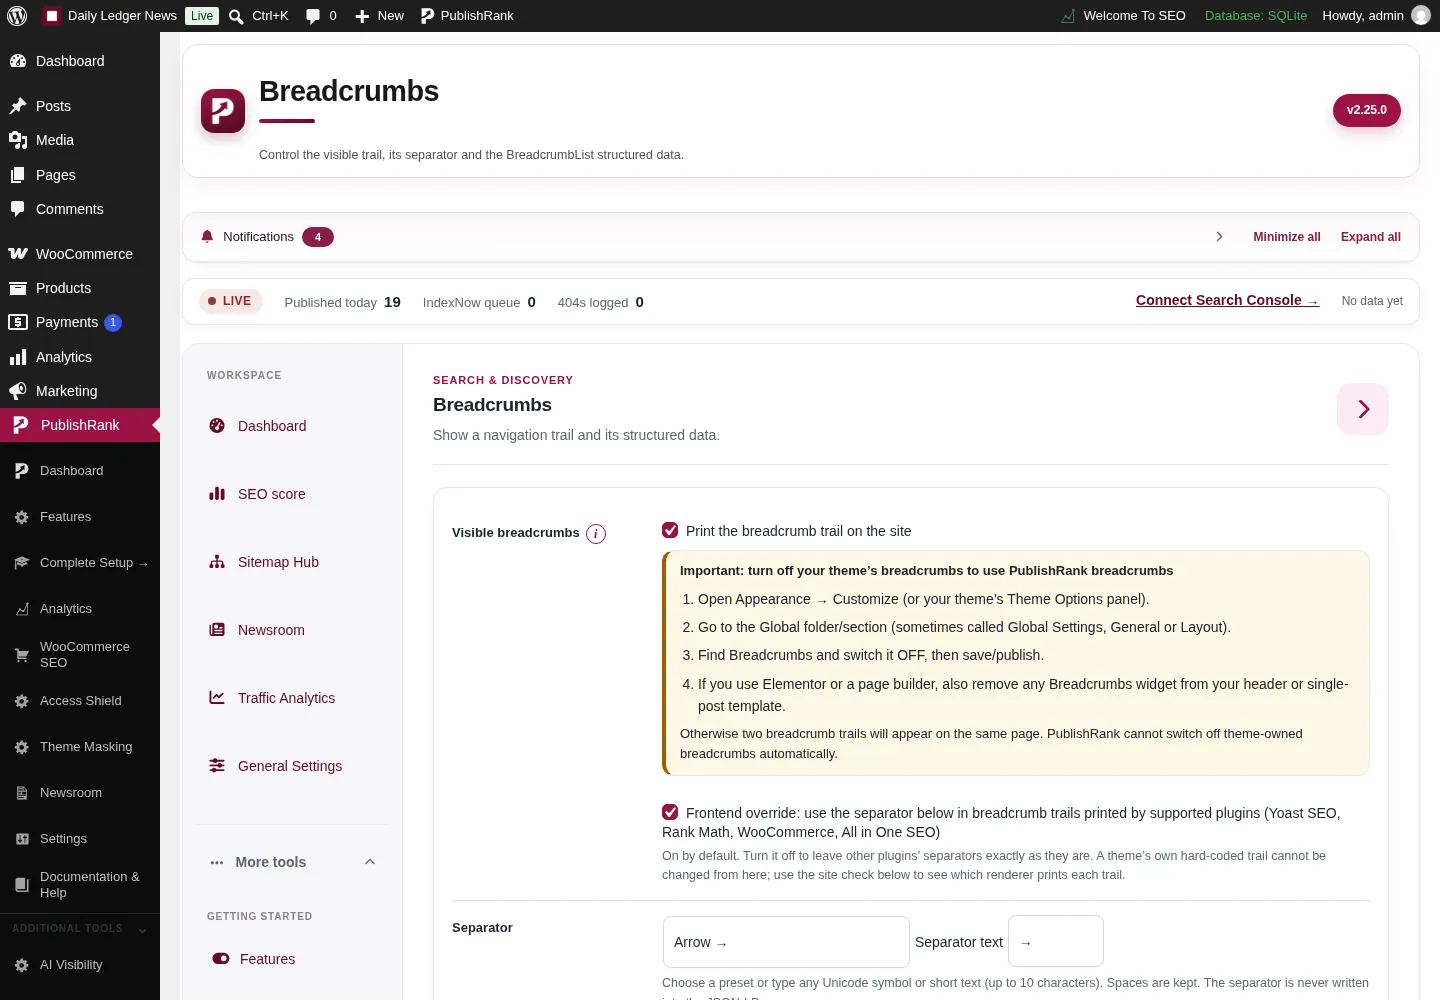 Daily Ledger News Live Ctrl+K 0 New PublishRank Welcome To SEO Database: SQLite Howdy, admin
Dashboard
Posts
Media
Pages
Comments
WooCommerce
Products
Payments 1
Analytics
Marketing
PublishRank
Dashboard
Features
Complete Setup →
Analytics
WooCommerce
SEO
Access Shield
Theme Masking
Newsroom
Settings
Documentation &
Help
ADDITIONAL TOOLS
AI Visibility
Breadcrumbs
Control the visible trail, its separator and the BreadcrumbList structured data.
v2.25.0
Notifications 4 Minimize all Expand all
LIVE Published today 19 IndexNow queue 0 404s logged 0 Connect Search Console → No data yet
WORKSPACE
Dashboard
SEO score
Sitemap Hub
Newsroom
Traffic Analytics
General Settings
More tools
GETTING STARTED
Features
SEARCH & DISCOVERY
Breadcrumbs
Show a navigation trail and its structured data.
Visible breadcrumbs i
Print the breadcrumb trail on the site
Important: turn off your theme’s breadcrumbs to use PublishRank breadcrumbs
1. Open Appearance → Customize (or your theme’s Theme Options panel).
2. Go to the Global folder/section (sometimes called Global Settings, General or Layout).
3. Find Breadcrumbs and switch it OFF, then save/publish.
4. If you use Elementor or a page builder, also remove any Breadcrumbs widget from your header or single-
post template.
Otherwise two breadcrumb trails will appear on the same page. PublishRank cannot switch off theme-owned
breadcrumbs automatically.
Frontend override: use the separator below in breadcrumb trails printed by supported plugins (Yoast SEO,
Rank Math, WooCommerce, All in One SEO)
On by default. Turn it off to leave other plugins’ separators exactly as they are. A theme’s own hard-coded trail cannot be
changed from here; use the site check below to see which renderer prints each trail.
Separator
Arrow → Separator text →
Choose a preset or type any Unicode symbol or short text (up to 10 characters). Spaces are kept. The separator is never written